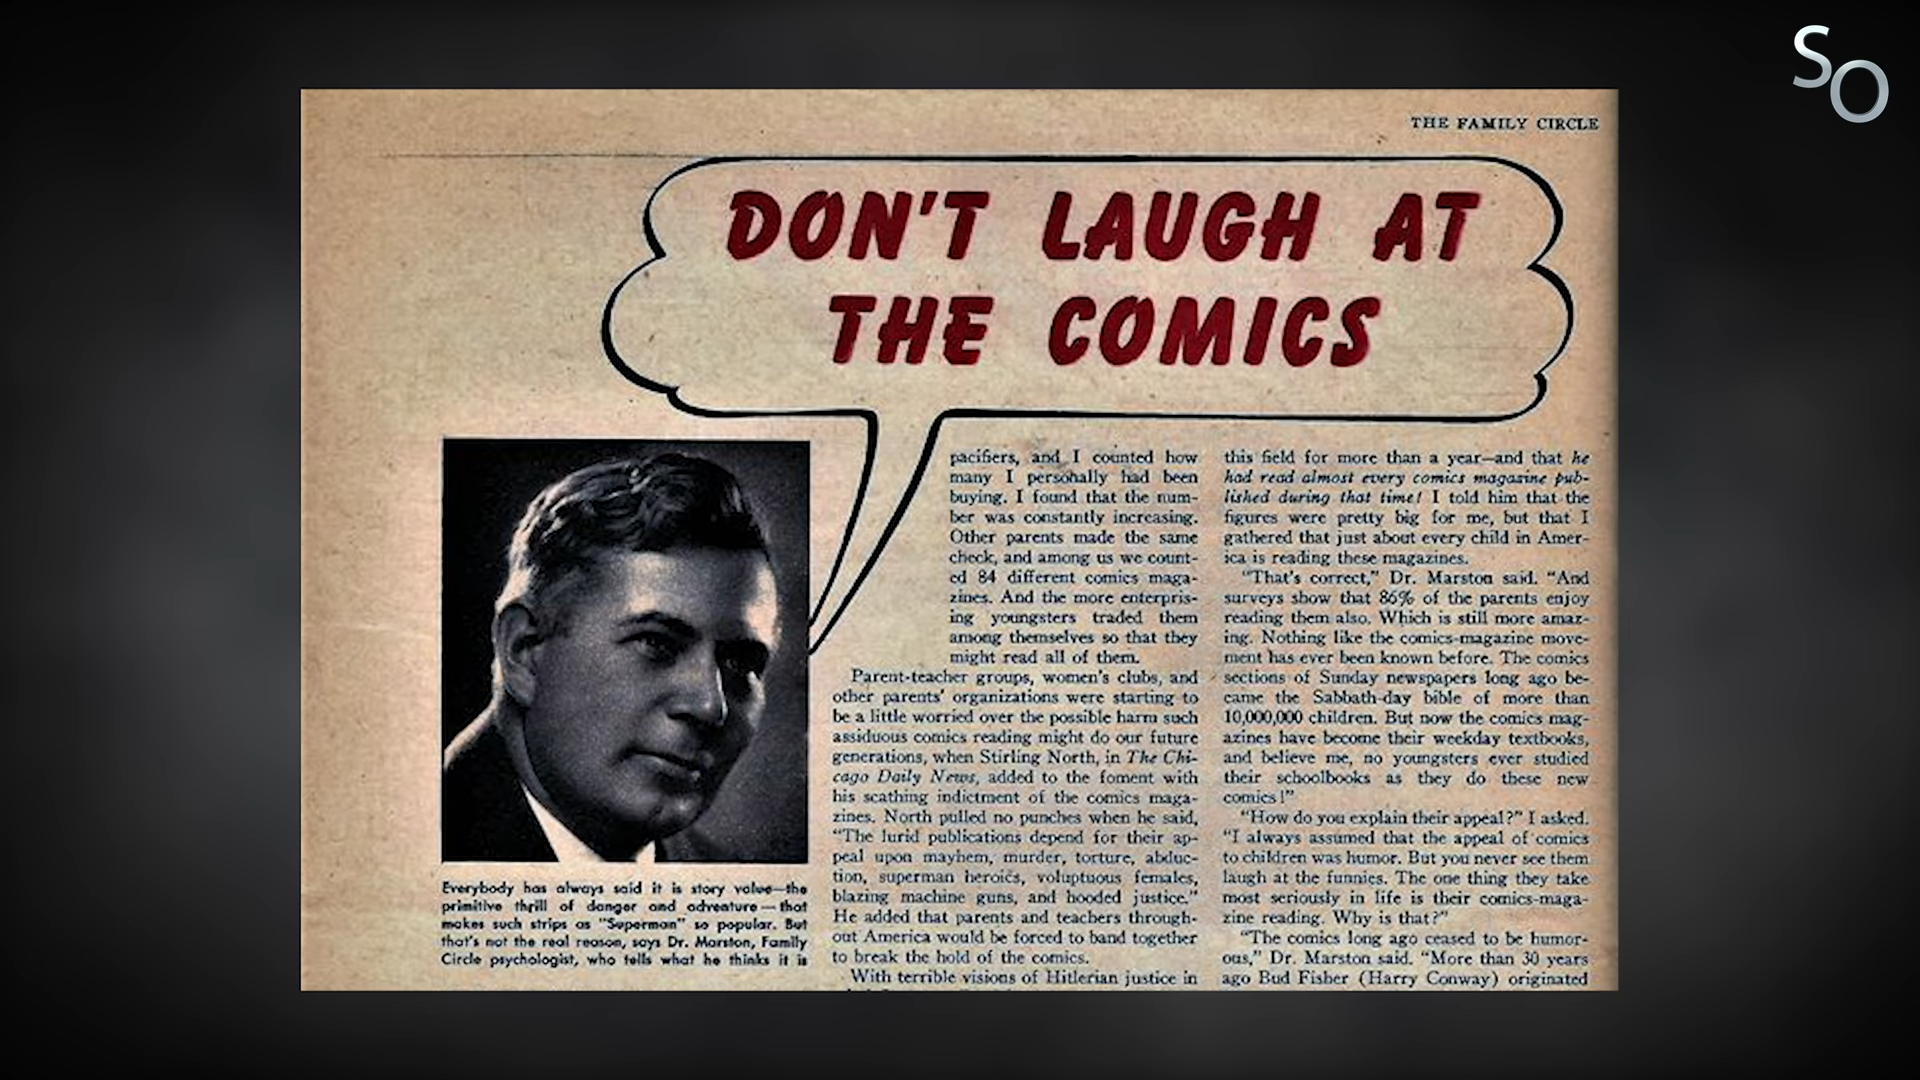 SO
THE FAMILY CIRCLE
DON'T LAUGH AT
THE COMICS
Everybody has always said it is story value—the
primitive thrill of danger and adventure—that
makes such strips as "Superman" so popular. But
that's not the real reason, says Dr. Marston, Family
Circle psychologist, who tells what he thinks it is
pacifiers, and I counted how
many I personally had been
buying. I found that the num-
ber was constantly increasing.
Other parents made the same
check, and among us we count-
ed 84 different comics maga-
zines. And the more enterpris-
ing youngsters traded them
among themselves so that they
might read all of them.
Parent-teacher groups, women's clubs, and
other parents' organizations were starting to
be a little worried over the possible harm such
assiduous comics reading might do our future
generations, when Stirling North, in The Chi-
cago Daily News, added to the foment with
his scathing indictment of the comics maga-
zines. North pulled no punches when he said,
"The lurid publications depend for their ap-
peal upon mayhem, murder, torture, abduc-
tion, superman heroics, voluptuous females,
blazing machine guns, and hooded justice."
He added that parents and teachers through-
out America would be forced to band together
to break the hold of the comics.
With terrible visions of Hitlerian justice in
this field for more than a year—and that he
had read almost every comics magazine pub-
lished during that time! I told him that the
figures were pretty big for me, but that I
gathered that just about every child in Amer-
ica is reading these magazines.
"That's correct," Dr. Marston said. "And
surveys show that 86% of the parents enjoy
reading them also. Which is still more amaz-
ing. Nothing like the comics-magazine move-
ment has ever been known before. The comics
sections of Sunday newspapers long ago be-
came the Sabbath-day bible of more than
10,000,000 children. But now the comics mag-
azines have become their weekday textbooks,
and believe me, no youngsters ever studied
their schoolbooks as they do these new
comics!"
"How do you explain their appeal?" I asked.
"I always assumed that the appeal of comics
to children was humor. But you never see them
laugh at the funnies. The one thing they take
most seriously in life is their comics-maga-
zine reading. Why is that?"
"The comics long ago ceased to be humor-
ous," Dr. Marston said. "More than 30 years
ago Bud Fisher (Harry Conway) originated